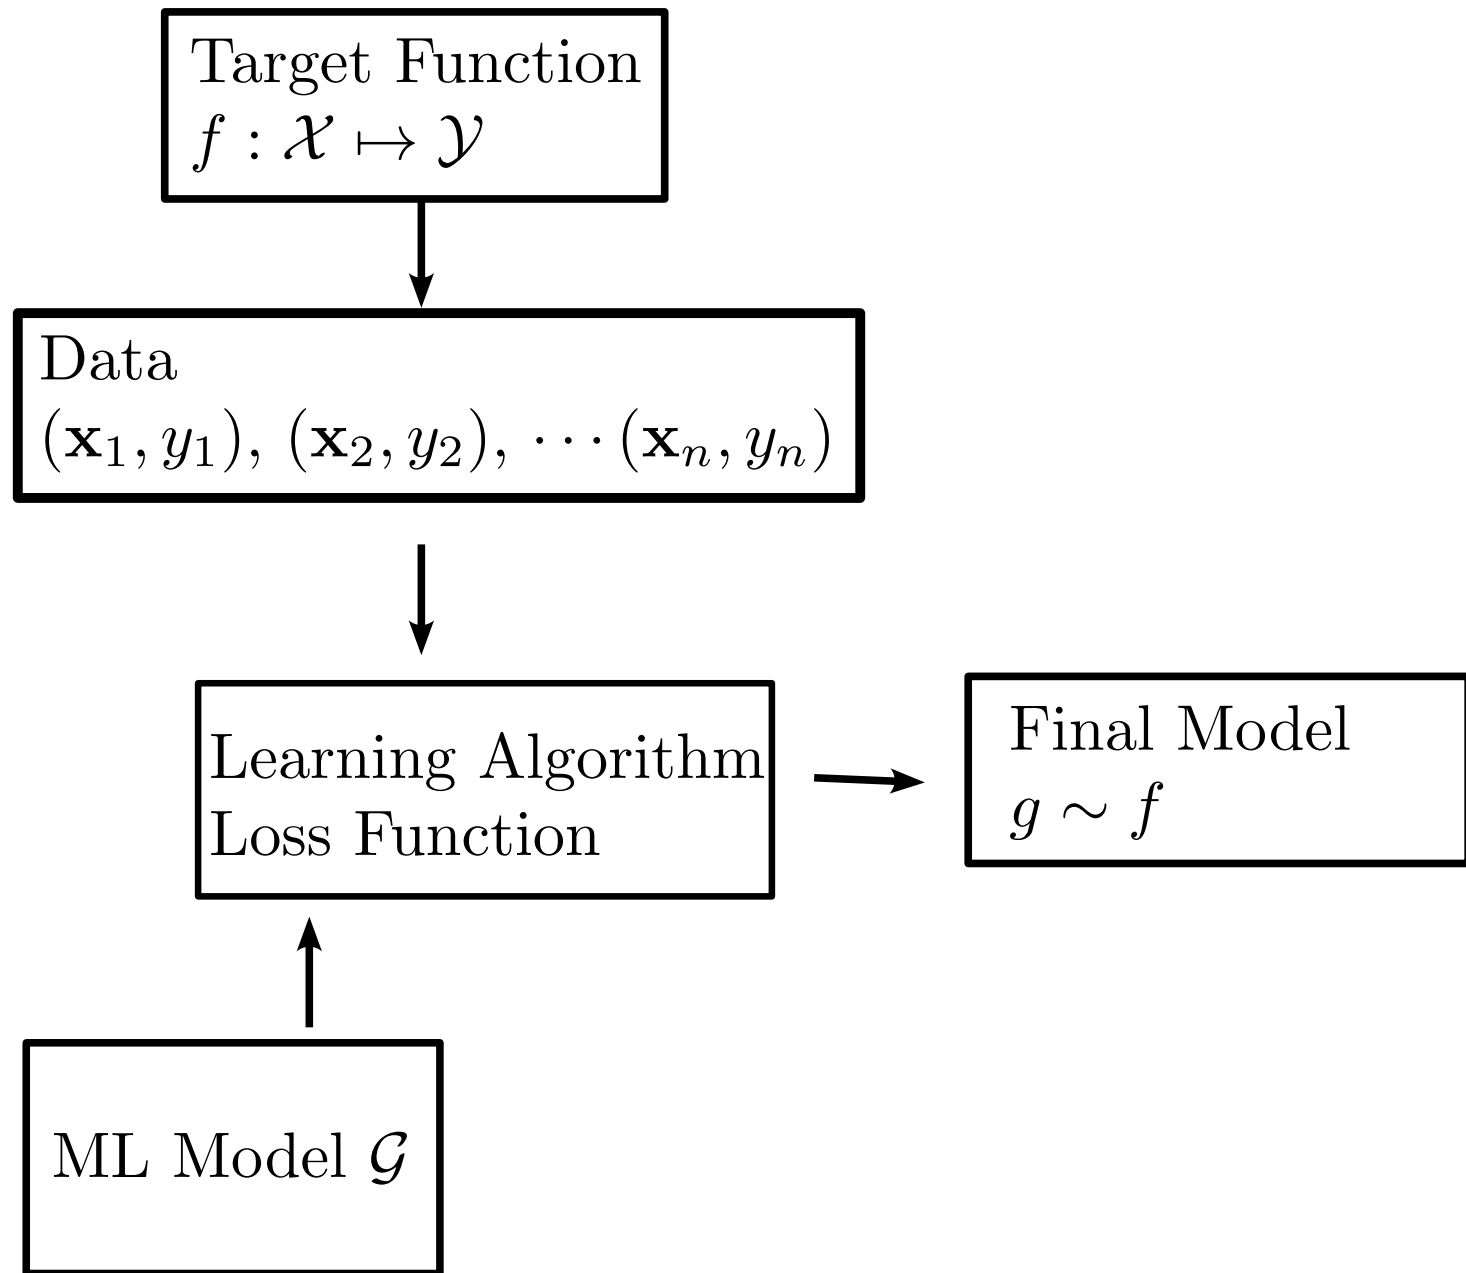 Target Function
f : 𝒳 ↦ 𝒴
Data
(𝐱₁, y₁), (𝐱₂, y₂), ⋯ (𝐱ₙ, yₙ)
Learning Algorithm
Loss Function
Final Model
g ∼ f
ML Model 𝒢